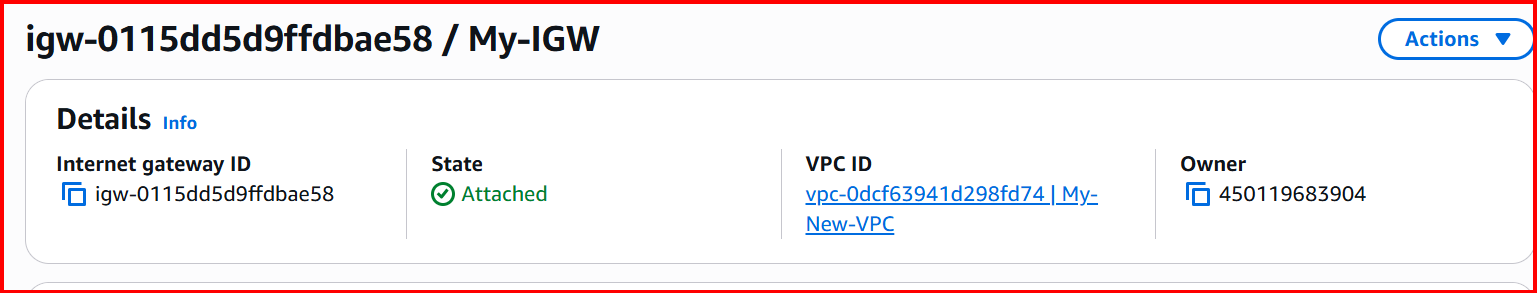 igw-0115dd5d9ffdbae58 / My-IGW
Actions
Details Info
Internet gateway ID
igw-0115dd5d9ffdbae58
State
Attached
VPC ID
vpc-0dcf63941d298fd74 | My-
New-VPC
Owner
450119683904